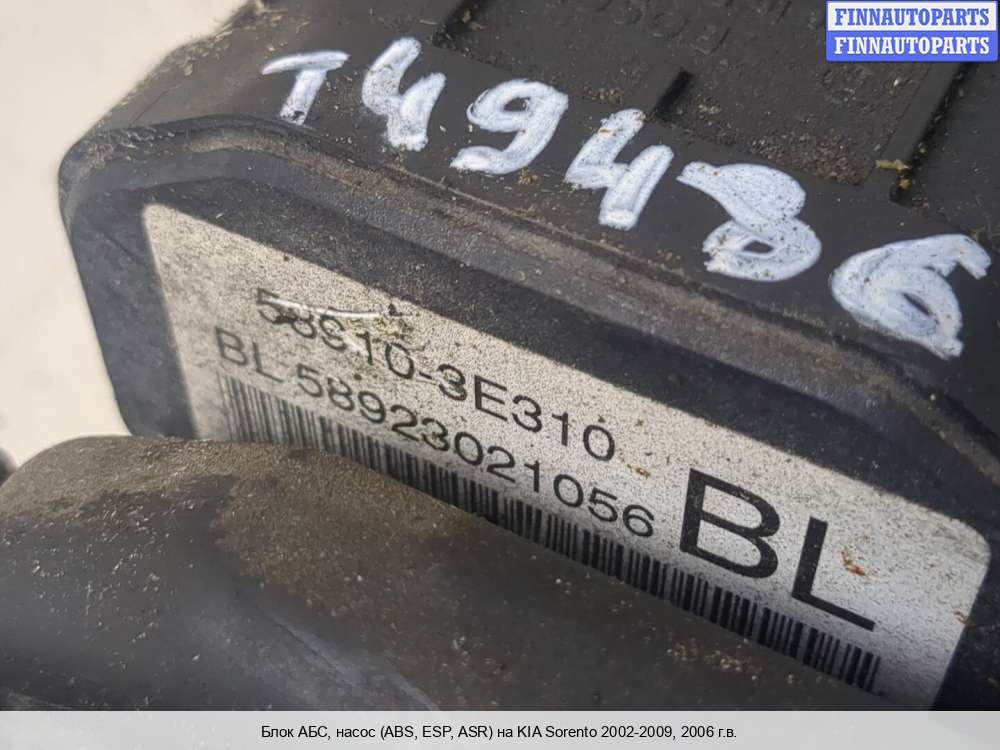 FINNAUTOPARTS
FINNAUTOPARTS
T49486
58910-3E310
BL 58923021056
BL
Блок АБС, насос (ABS, ESP, ASR) на KIA Sorento 2002-2009, 2006 г.в.